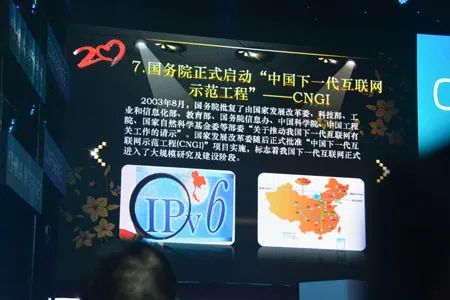 20
7.国务院正式启动“中国下一代互联网
示范工程”——CNGI
2003年8月，国务院批复了由国家发展改革委、科技部、工
业和信息化部、教育部、国务院信息办、中国科学院、中国工程
院、国家自然科学基金委等部委“关于推动我国下一代互联网有
关工作的请示”。国家发展改革委随后正式批准“中国下一代互
联网示范工程(CNGI)”项目实施，标志着我国下一代互联网正式
进入了大规模研究及建设阶段。
IPv6